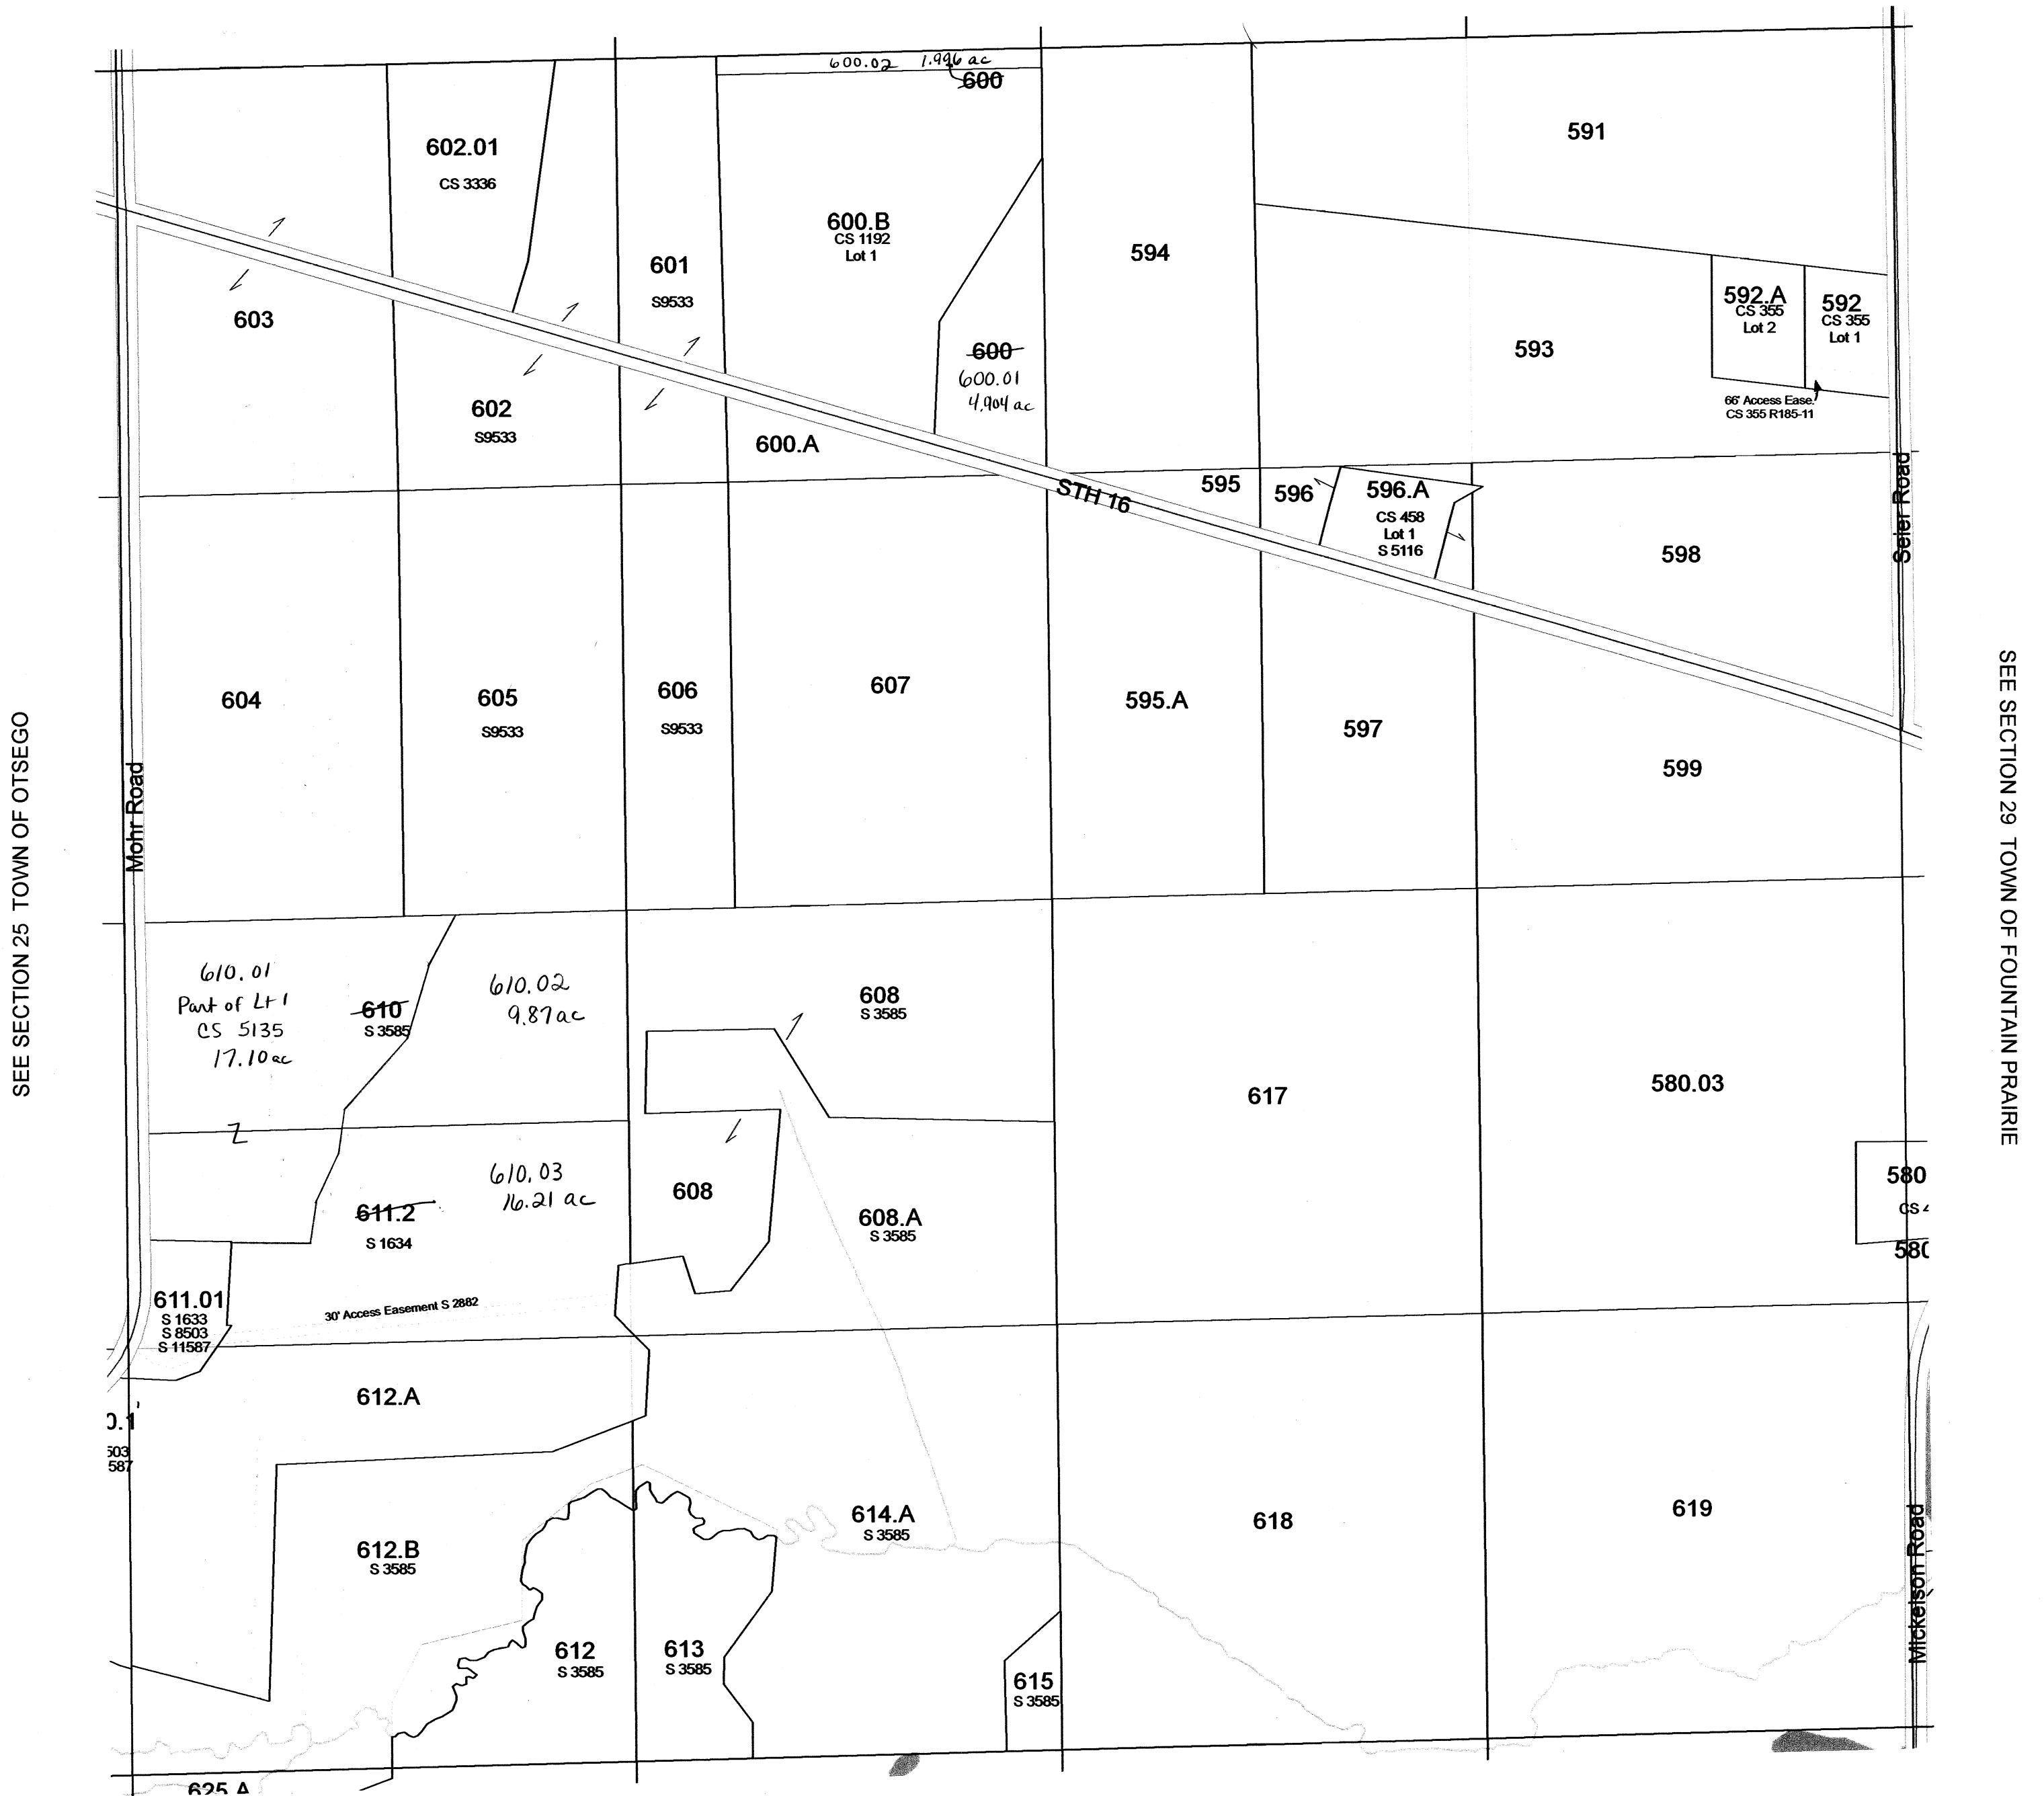 600.02 1.996 ac
600
591
602.01
CS 3336
600.B
CS 1192
Lot 1
594
601
S9533
603
592.A
CS 355
Lot 2
592
CS 355
Lot 1
593
600
600.01
4.904 ac
66' Access Ease.
CS 355 R185-11
602
S9533
600.A
STH 16
595
596
596.A
CS 458
Lot 1
S 5116
598
Seier Road
604
605
S9533
606
S9533
607
595.A
597
599
Mohr Road
SEE SECTION 25 TOWN OF OTSEGO
SEE SECTION 29 TOWN OF FOUNTAIN PRAIRIE
610.01
Part of Lt 1
CS 5135
17.10 ac
610
S 3585
610.02
9.87 ac
608
S 3585
617
580.03
Z
610.03
16.21 ac
611.2
S 1634
608
608.A
S 3585
580
CS 4
580
611.01
S 1633
S 8503
S 11587
30' Access Easement S 2882
612.A
0.1
503
587
612.B
S 3585
614.A
S 3585
618
619
Mickelson Road
612
S 3585
613
S 3585
615
S 3585
625.A